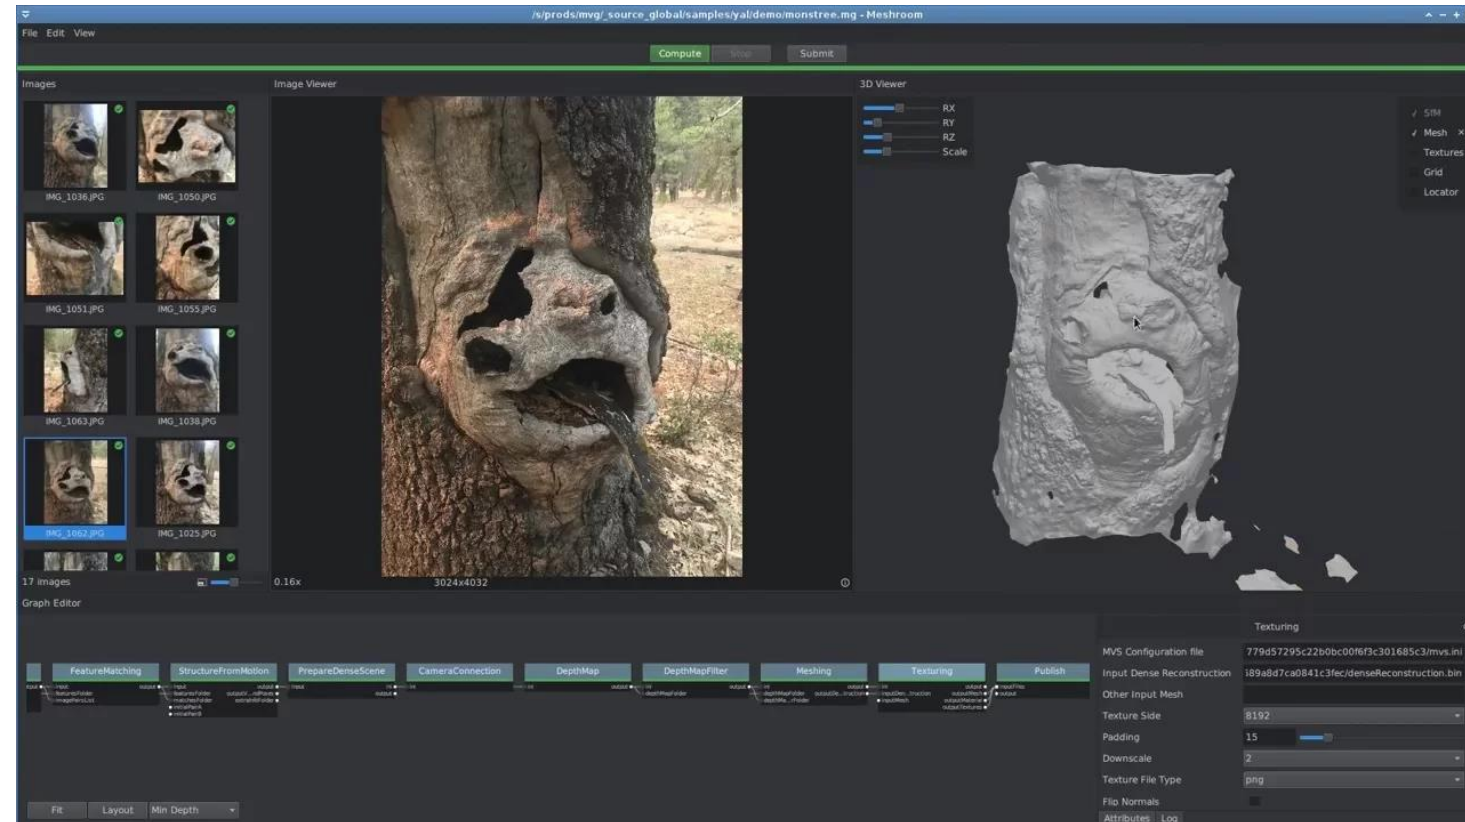 /s/prods/mvg/_source_global/samples/yal/demo/monstree.mg - Meshroom
File Edit View
Compute Stop Submit
Images
Image Viewer
3D Viewer
RX
RY
RZ
Scale
SfM
Mesh
Textures
Grid
Locator
IMG_1036.JPG IMG_1050.JPG
IMG_1051.JPG IMG_1055.JPG
IMG_1063.JPG IMG_1038.JPG
IMG_1062.JPG IMG_1025.JPG
17 images
0.16x 3024x4032
Graph Editor
FeatureMatching StructureFromMotion PrepareDenseScene CameraConnection DepthMap DepthMapFilter Meshing Texturing Publish
Texturing
MVS Configuration file 779d57295c22b0bc00f6f3c301685c3/mvs.ini
Input Dense Reconstruction i89a8d7ca0841c3fec/denseReconstruction.bin
Other Input Mesh
Texture Side 8192
Padding 15
Downscale 2
Texture File Type png
Flip Normals
Attributes Log
Fit Layout Min Depth